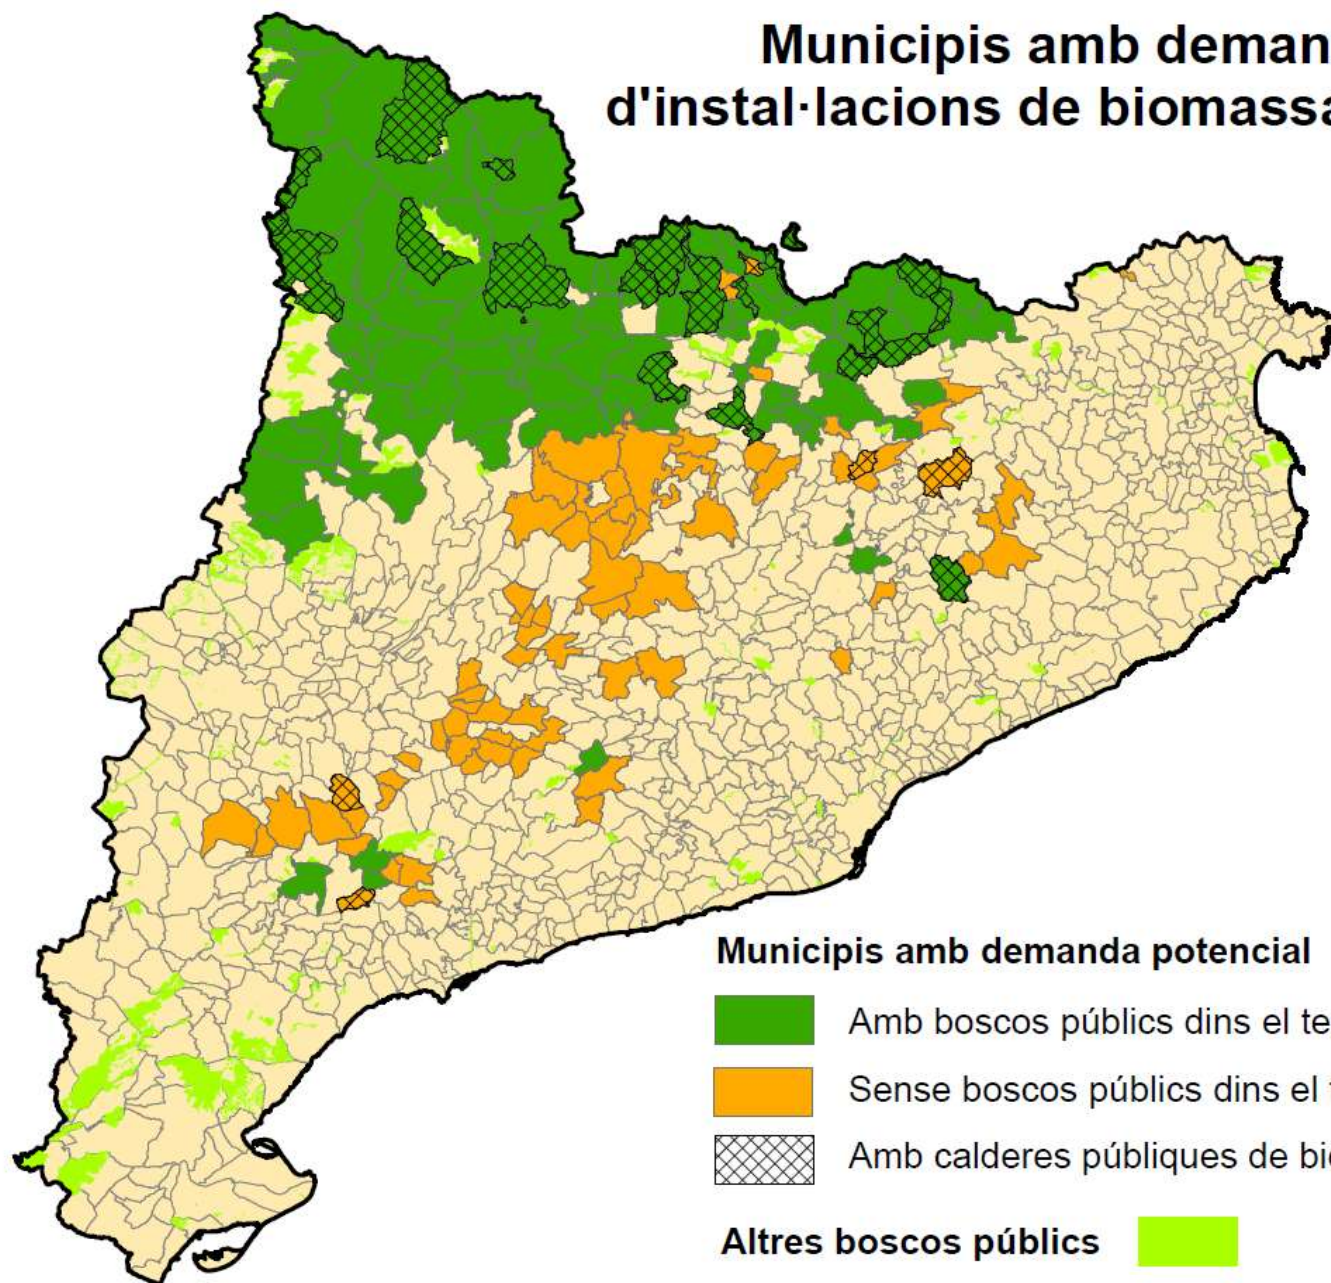 Municipis amb deman
d'instal·lacions de biomassa
Municipis amb demanda potencial
Amb boscos públics dins el te
Sense boscos públics dins el
Amb calderes públiques de bio
Altres boscos públics